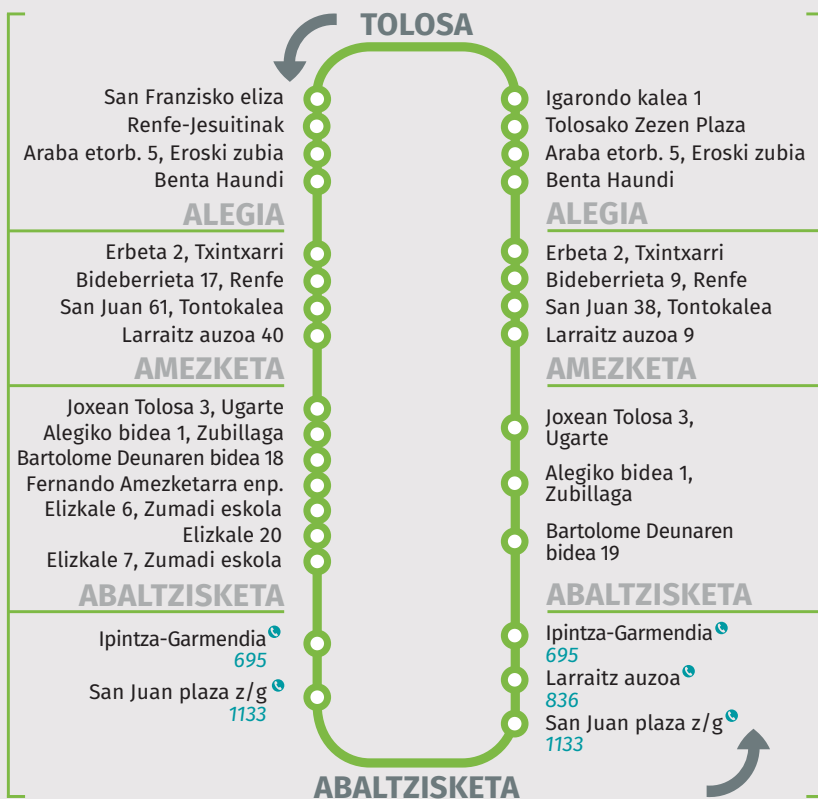 TOLOSA
San Franzisko eliza
Renfe-Jesuitinak
Araba etorb. 5, Eroski zubia
Benta Haundi
ALEGIA
Erbeta 2, Txintxarri
Bideberrieta 17, Renfe
San Juan 61, Tontokalea
Larraitz auzoa 40
AMEZKETA
Joxean Tolosa 3, Ugarte
Alegiko bidea 1, Zubillaga
Bartolome Deunaren bidea 18
Fernando Amezketarra enp.
Elizkale 6, Zumadi eskola
Elizkale 20
Elizkale 7, Zumadi eskola
ABALTZISKETA
Ipintza-Garmendia
695
San Juan plaza z/g
1133
Igarondo kalea 1
Tolosako Zezen Plaza
Araba etorb. 5, Eroski zubia
Benta Haundi
ALEGIA
Erbeta 2, Txintxarri
Bideberrieta 9, Renfe
San Juan 38, Tontokalea
Larraitz auzoa 9
AMEZKETA
Joxean Tolosa 3,
Ugarte
Alegiko bidea 1,
Zubillaga
Bartolome Deunaren
bidea 19
ABALTZISKETA
Ipintza-Garmendia
695
Larraitz auzoa
836
San Juan plaza z/g
1133
ABALTZISKETA